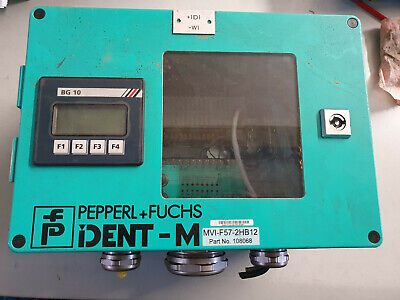 +IDI
-WI
BG 10
F1 F2 F3 F4
PEPPERL+FUCHS
IDENT-M
MVI-F57-2HB12
Part No. 108068